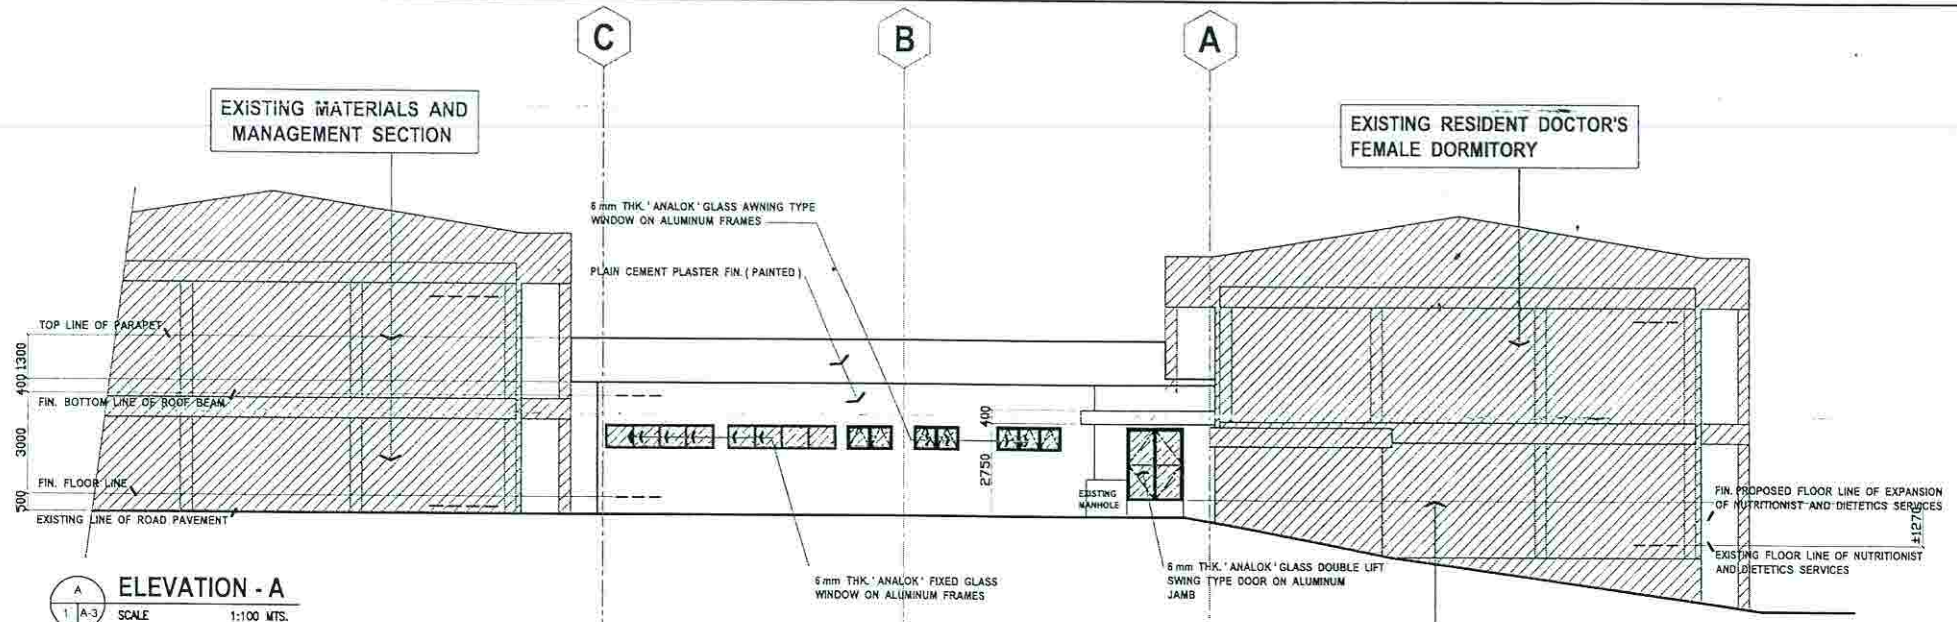 C
B
A
EXISTING MATERIALS AND
MANAGEMENT SECTION
EXISTING RESIDENT DOCTOR'S
FEMALE DORMITORY
6 mm THK. 'ANALOK' GLASS AWNING TYPE
WINDOW ON ALUMINUM FRAMES
PLAIN CEMENT PLASTER FIN. ( PAINTED )
TOP LINE OF PARAPET
1300
400
FIN. BOTTOM LINE OF ROOF BEAM
3000
400
2750
FIN. FLOOR LINE
500
EXISTING LINE OF ROAD PAVEMENT
EXISTING
MANHOLE
FIN. PROPOSED FLOOR LINE OF EXPANSION
OF NUTRITIONIST AND DIETETICS SERVICES
±1270
EXISTING FLOOR LINE OF NUTRITIONIST
AND DIETETICS SERVICES
6 mm THK. 'ANALOK' FIXED GLASS
WINDOW ON ALUMINUM FRAMES
6 mm THK. 'ANALOK' GLASS DOUBLE LIFT
SWING TYPE DOOR ON ALUMINUM
JAMB
A
1 A-3
ELEVATION - A
SCALE 1:100 MTS.